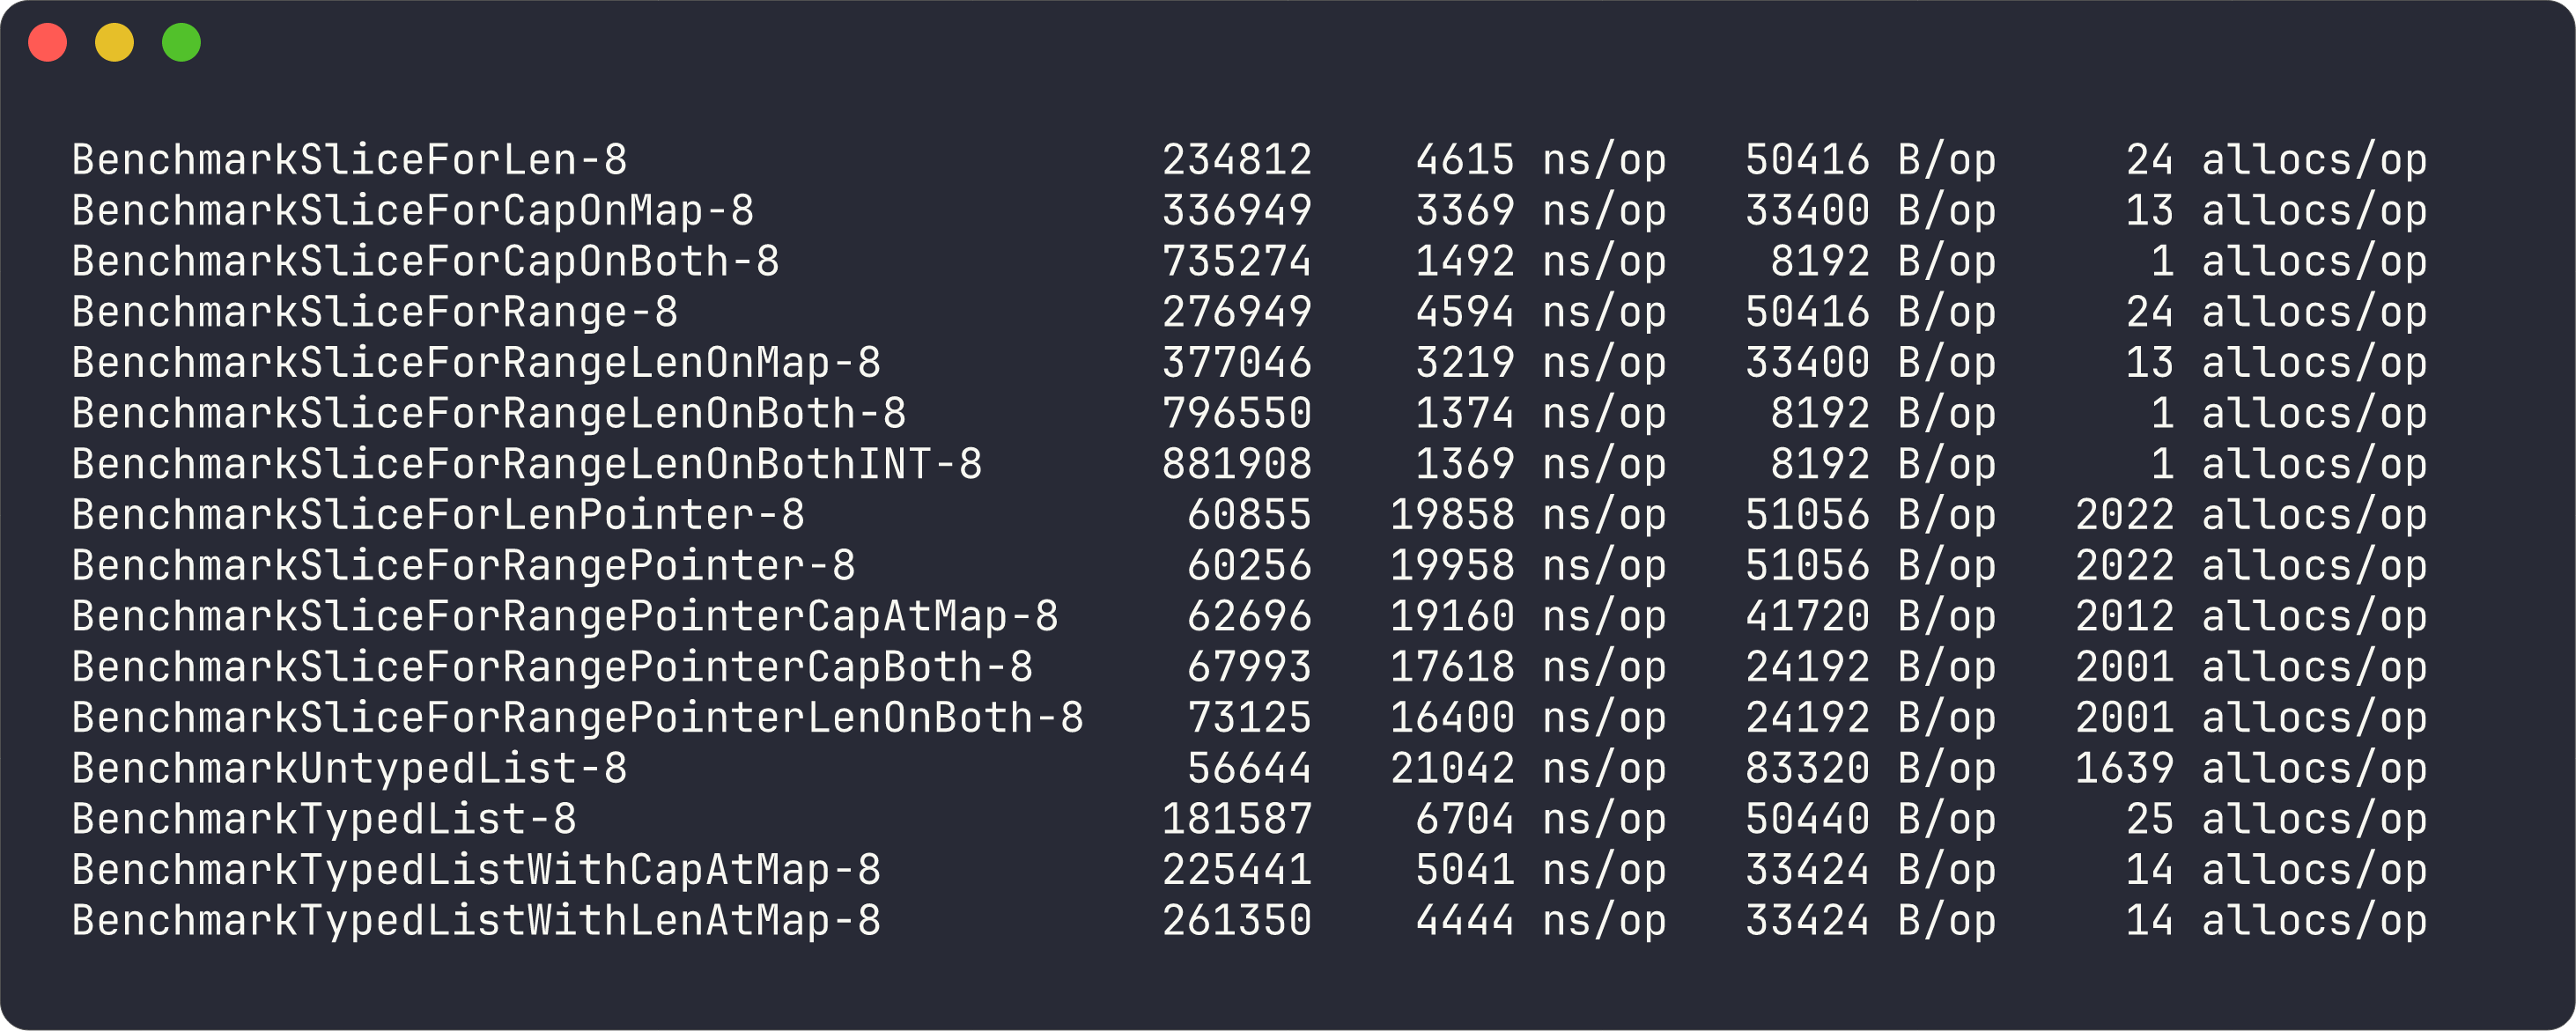 BenchmarkSliceForLen-8 234812 4615 ns/op 50416 B/op 24 allocs/op
BenchmarkSliceForCapOnMap-8 336949 3369 ns/op 33400 B/op 13 allocs/op
BenchmarkSliceForCapOnBoth-8 735274 1492 ns/op 8192 B/op 1 allocs/op
BenchmarkSliceForRange-8 276949 4594 ns/op 50416 B/op 24 allocs/op
BenchmarkSliceForRangeLenOnMap-8 377046 3219 ns/op 33400 B/op 13 allocs/op
BenchmarkSliceForRangeLenOnBoth-8 796550 1374 ns/op 8192 B/op 1 allocs/op
BenchmarkSliceForRangeLenOnBothINT-8 881908 1369 ns/op 8192 B/op 1 allocs/op
BenchmarkSliceForLenPointer-8 60855 19858 ns/op 51056 B/op 2022 allocs/op
BenchmarkSliceForRangePointer-8 60256 19958 ns/op 51056 B/op 2022 allocs/op
BenchmarkSliceForRangePointerCapAtMap-8 62696 19160 ns/op 41720 B/op 2012 allocs/op
BenchmarkSliceForRangePointerCapBoth-8 67993 17618 ns/op 24192 B/op 2001 allocs/op
BenchmarkSliceForRangePointerLenOnBoth-8 73125 16400 ns/op 24192 B/op 2001 allocs/op
BenchmarkUntypedList-8 56644 21042 ns/op 83320 B/op 1639 allocs/op
BenchmarkTypedList-8 181587 6704 ns/op 50440 B/op 25 allocs/op
BenchmarkTypedListWithCapAtMap-8 225441 5041 ns/op 33424 B/op 14 allocs/op
BenchmarkTypedListWithLenAtMap-8 261350 4444 ns/op 33424 B/op 14 allocs/op